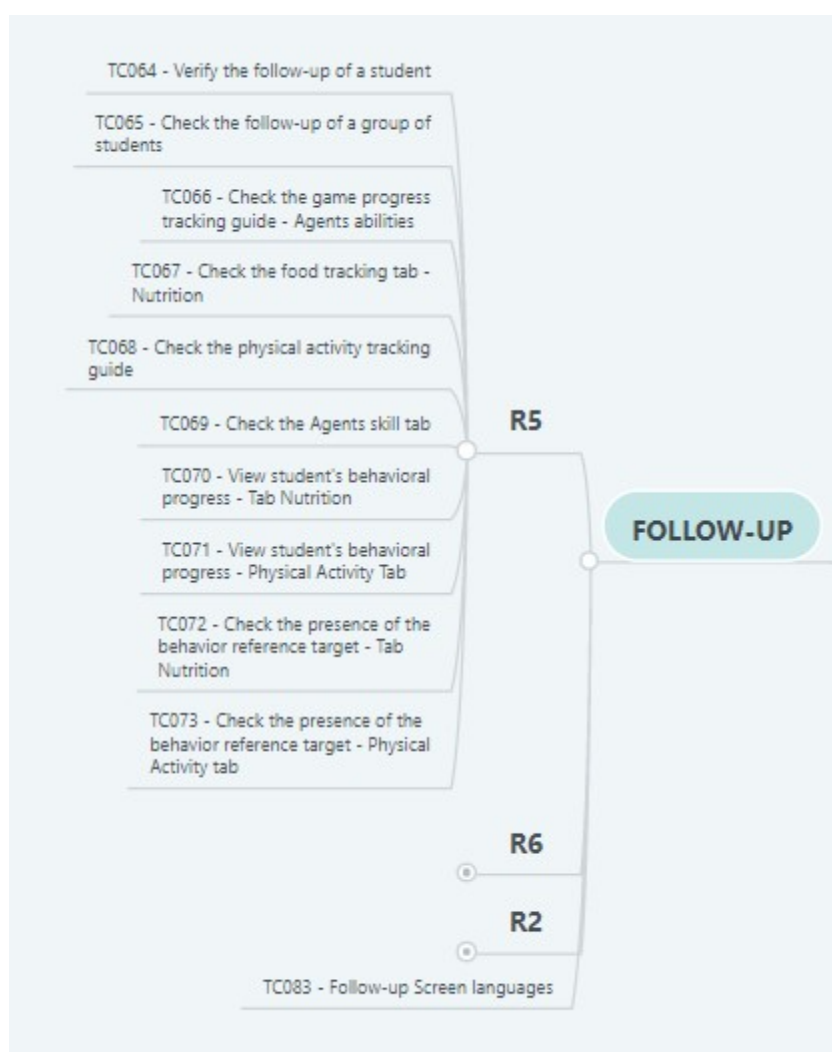 TC064 - Verify the follow-up of a student
TC065 - Check the follow-up of a group of
students
TC066 - Check the game progress
tracking guide - Agents abilities
TC067 - Check the food tracking tab -
Nutrition
TC068 - Check the physical activity tracking
guide
TC069 - Check the Agents skill tab
TC070 - View student's behavioral
progress - Tab Nutrition
TC071 - View student's behavioral
progress - Physical Activity Tab
TC072 - Check the presence of the
behavior reference target - Tab
Nutrition
TC073 - Check the presence of the
behavior reference target - Physical
Activity tab
R5
FOLLOW-UP
R6
R2
TC083 - Follow-up Screen languages